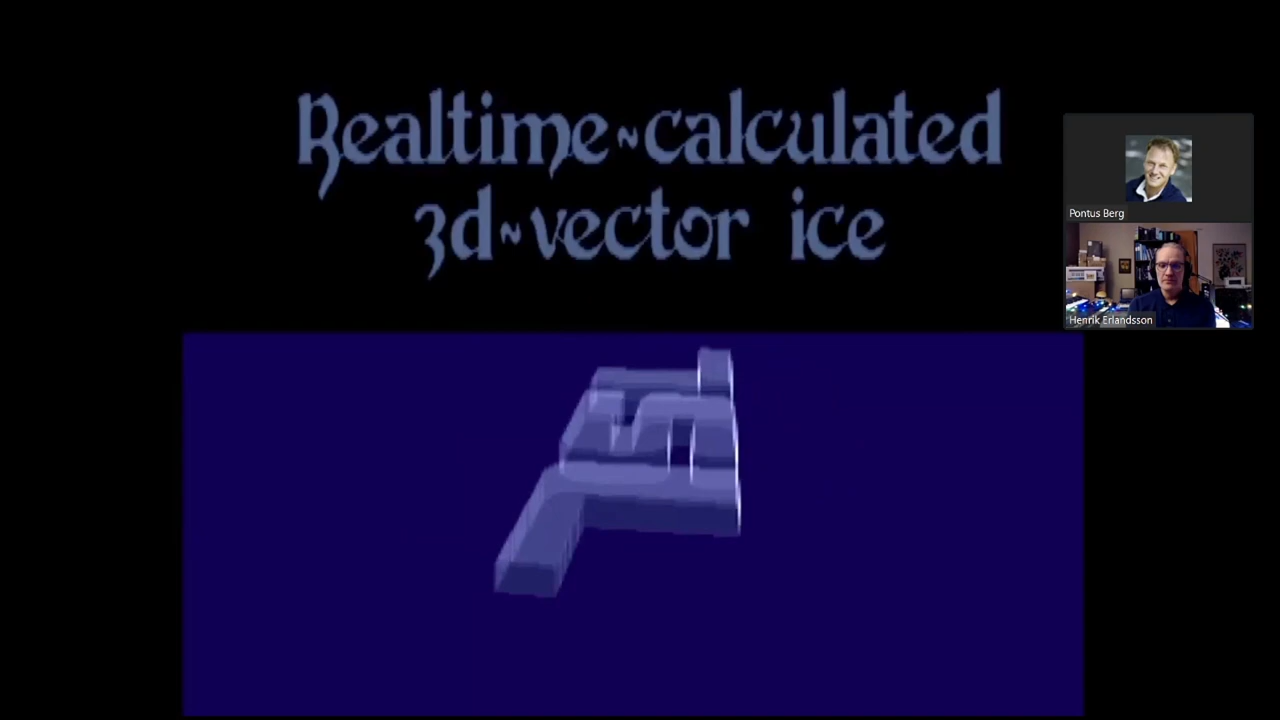 Realtime~calculated
3d~vector ice
Pontus Berg
Henrik Erlandsson